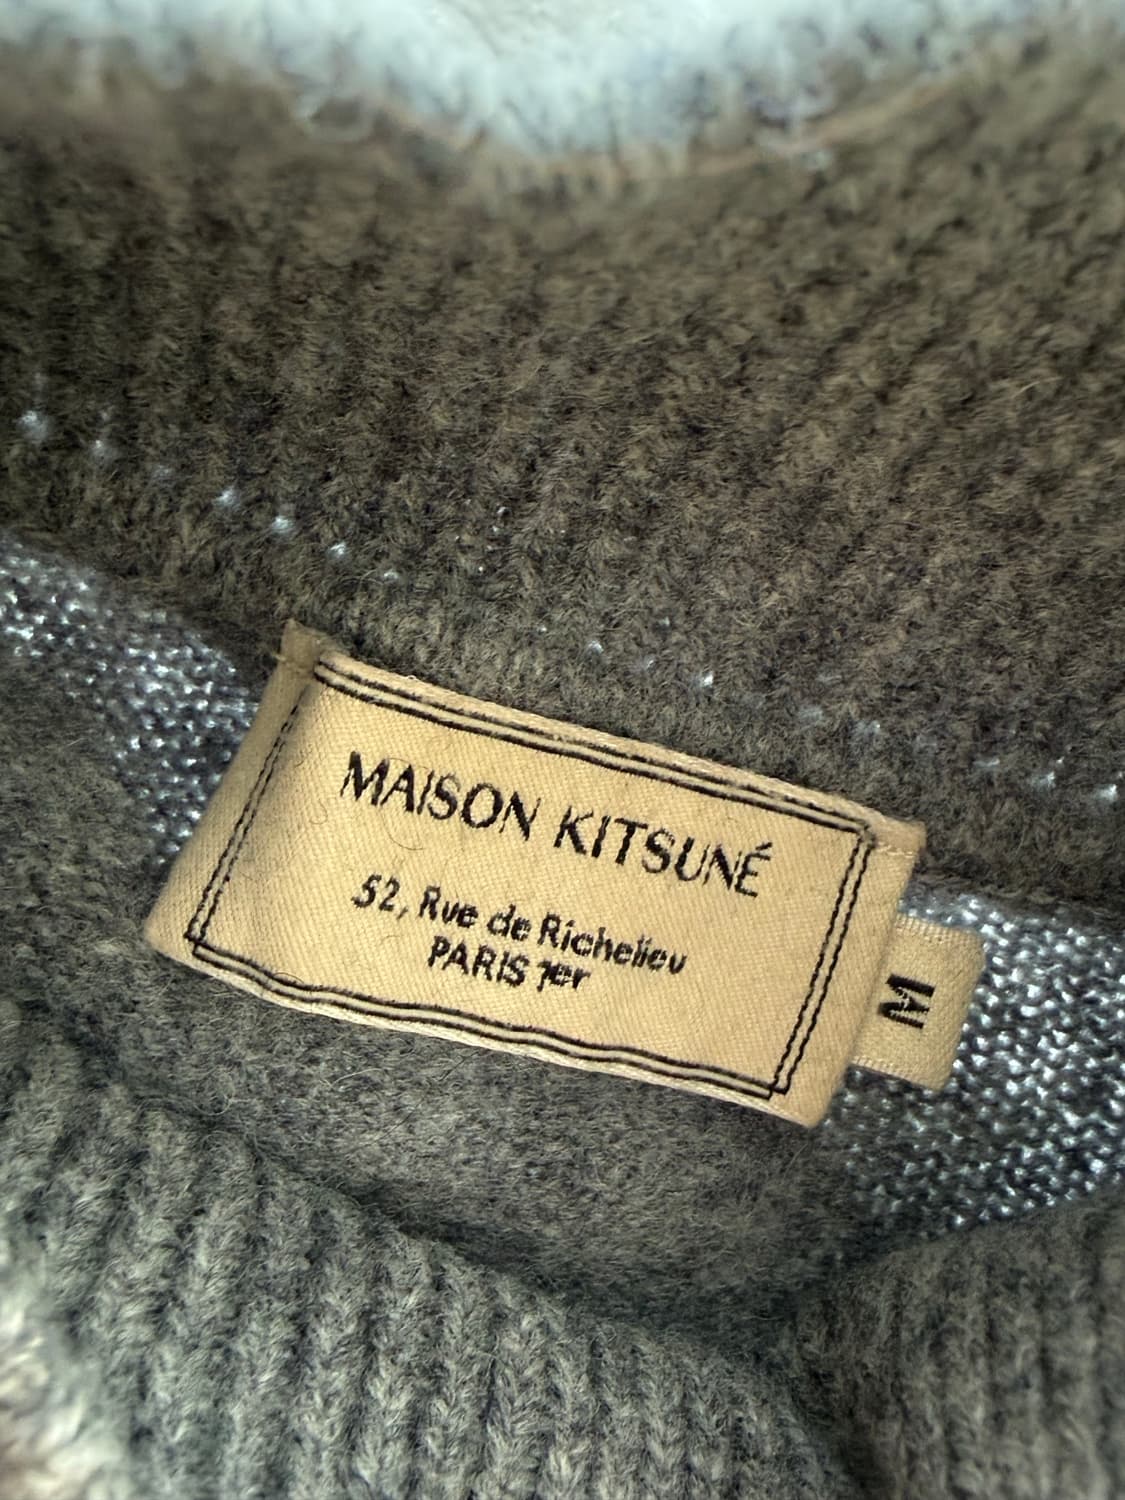 MAISON KITSUNÉ
52, Rue de Richelieu
PARIS 1er
M